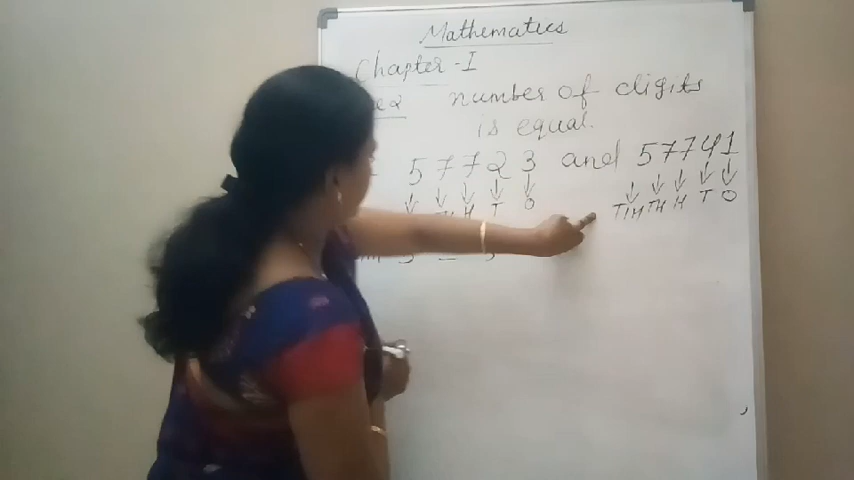 Mathematics
Chapter - I
number of digits
is equal.
5 7 7 2 3 and 5 7 7 4 1
↓ ↓ ↓ ↓ ↓ ↓ ↓ ↓ ↓ ↓
H T O TTH TH H T O